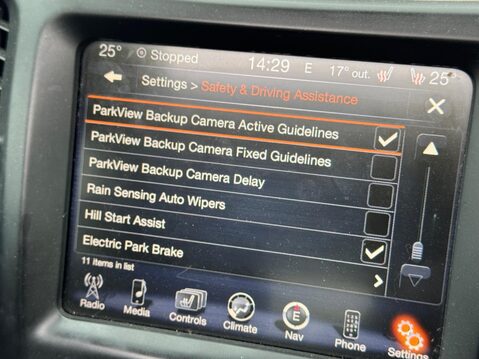 25° Stopped 14:29 E 17° out. 25°
Settings > Safety & Driving Assistance
ParkView Backup Camera Active Guidelines
ParkView Backup Camera Fixed Guidelines
ParkView Backup Camera Delay
Rain Sensing Auto Wipers
Hill Start Assist
Electric Park Brake
11 items in list
E
Radio Media Controls Climate Nav Phone Settings